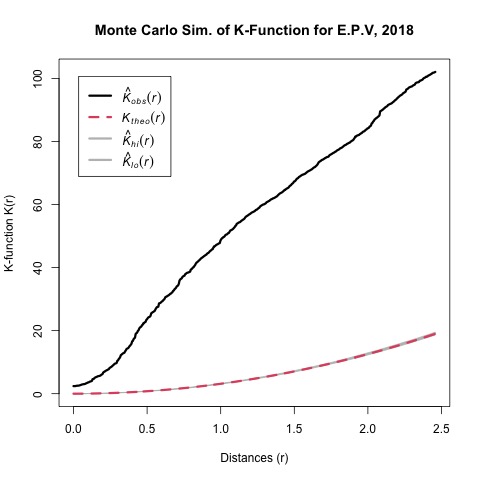 Monte Carlo Sim. of K-Function for E.P.V, 2018
K̂obs(r)
Ktheo(r)
K̂hi(r)
K̂lo(r)
K-function K(r)
100
80
60
40
20
0
0.0 0.5 1.0 1.5 2.0 2.5
Distances (r)